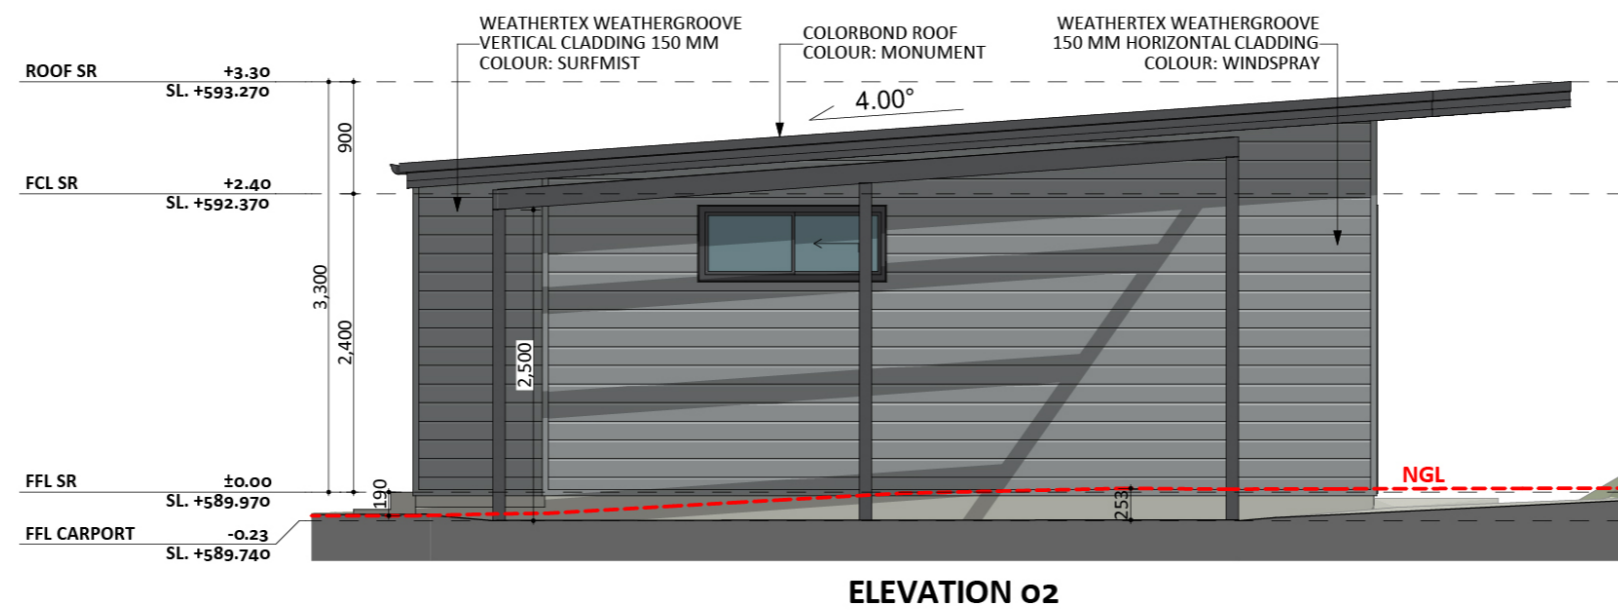 WEATHERTEX WEATHERGROOVE
VERTICAL CLADDING 150 MM
COLOUR: SURFMIST
COLORBOND ROOF
COLOUR: MONUMENT
WEATHERTEX WEATHERGROOVE
150 MM HORIZONTAL CLADDING
COLOUR: WINDSPRAY
ROOF SR +3.30
SL. +593.270
4.00°
900
FCL SR +2.40
SL. +592.370
3,300
2,400
2,500
FFL SR ±0.00
SL. +589.970
190
NGL
253
FFL CARPORT -0.23
SL. +589.740
ELEVATION 02